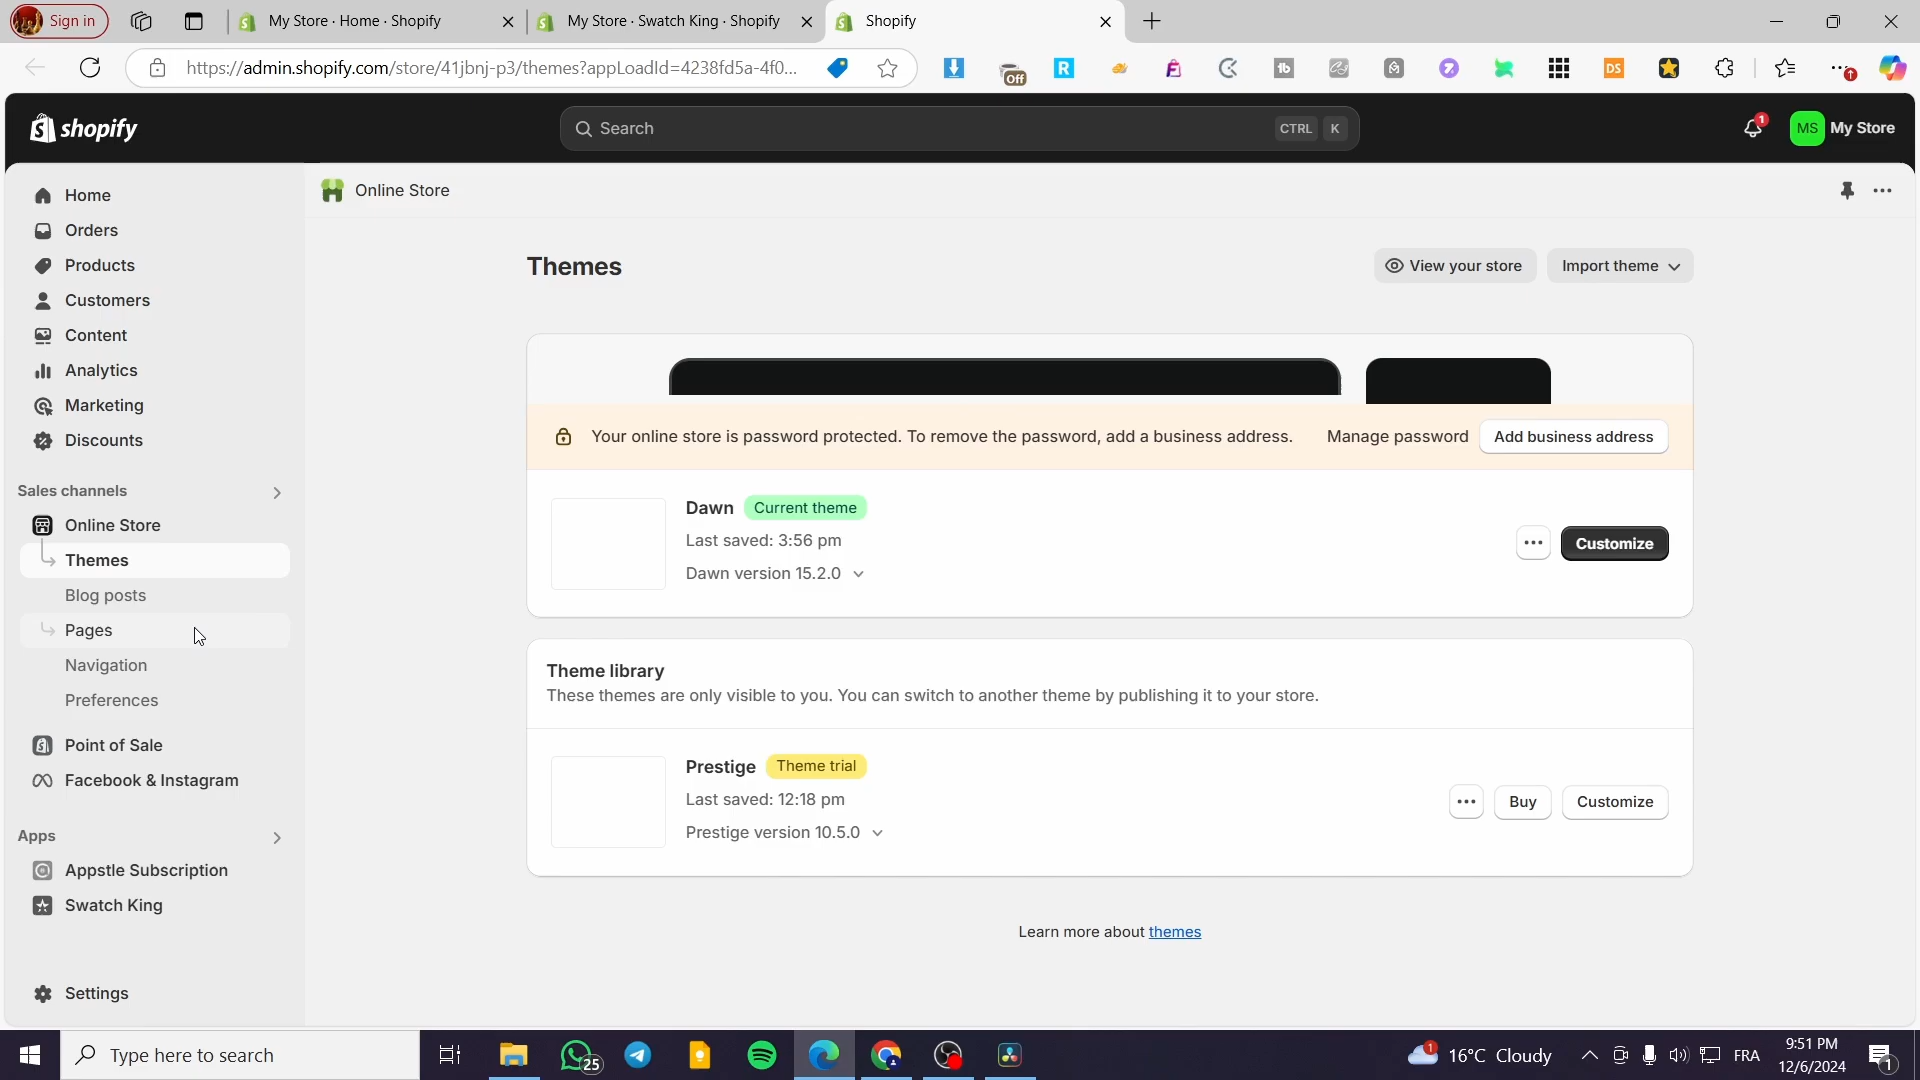 Sign in
My Store · Home · Shopify
My Store · Swatch King · Shopify
Shopify
https://admin.shopify.com/store/41jbnj-p3/themes?appLoadId=4238fd5a-4f0...
Off
R
tb
DS
shopify
Search
CTRL K
1
MS
My Store
Home
Orders
Products
Customers
Content
Analytics
Marketing
Discounts
Sales channels
Online Store
Themes
Blog posts
Pages
Navigation
Preferences
Point of Sale
Facebook & Instagram
Apps
Appstle Subscription
Swatch King
Settings
Online Store
Themes
View your store
Import theme
Your online store is password protected. To remove the password, add a business address.
Manage password
Add business address
Dawn
Current theme
Last saved: 3:56 pm
Dawn version 15.2.0
Customize
Theme library
These themes are only visible to you. You can switch to another theme by publishing it to your store.
Prestige
Theme trial
Last saved: 12:18 pm
Prestige version 10.5.0
Buy
Customize
Learn more about themes
Type here to search
25
1
16°C Cloudy
FRA
9:51 PM
12/6/2024
1